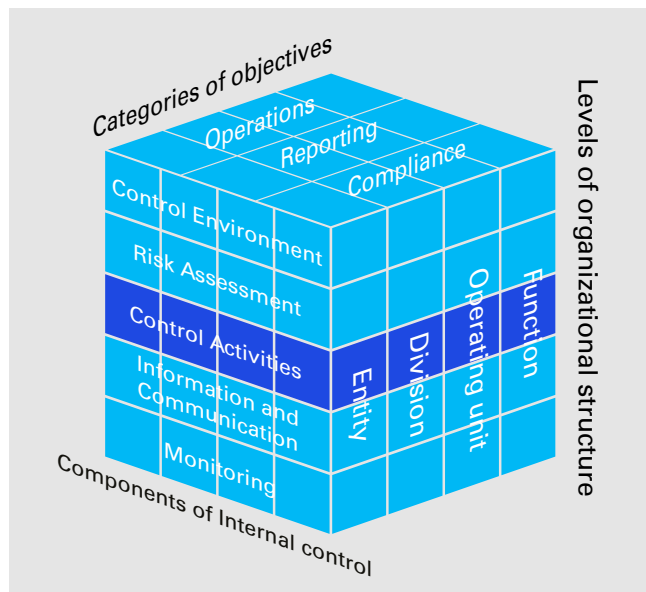 Categories of objectives
Operations
Reporting
Compliance
Control Environment
Risk Assessment
Control Activities
Information and
Communication
Monitoring
Components of Internal control
Entity
Division
Operating unit
Function
Levels of organizational structure